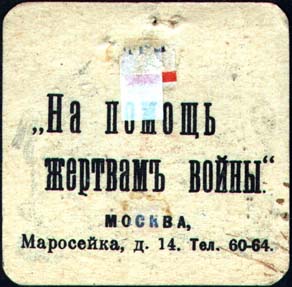 „На помощь
жертвамъ войны“.
МОСКВА,
Маросейка, д. 14. Тел. 60-64.